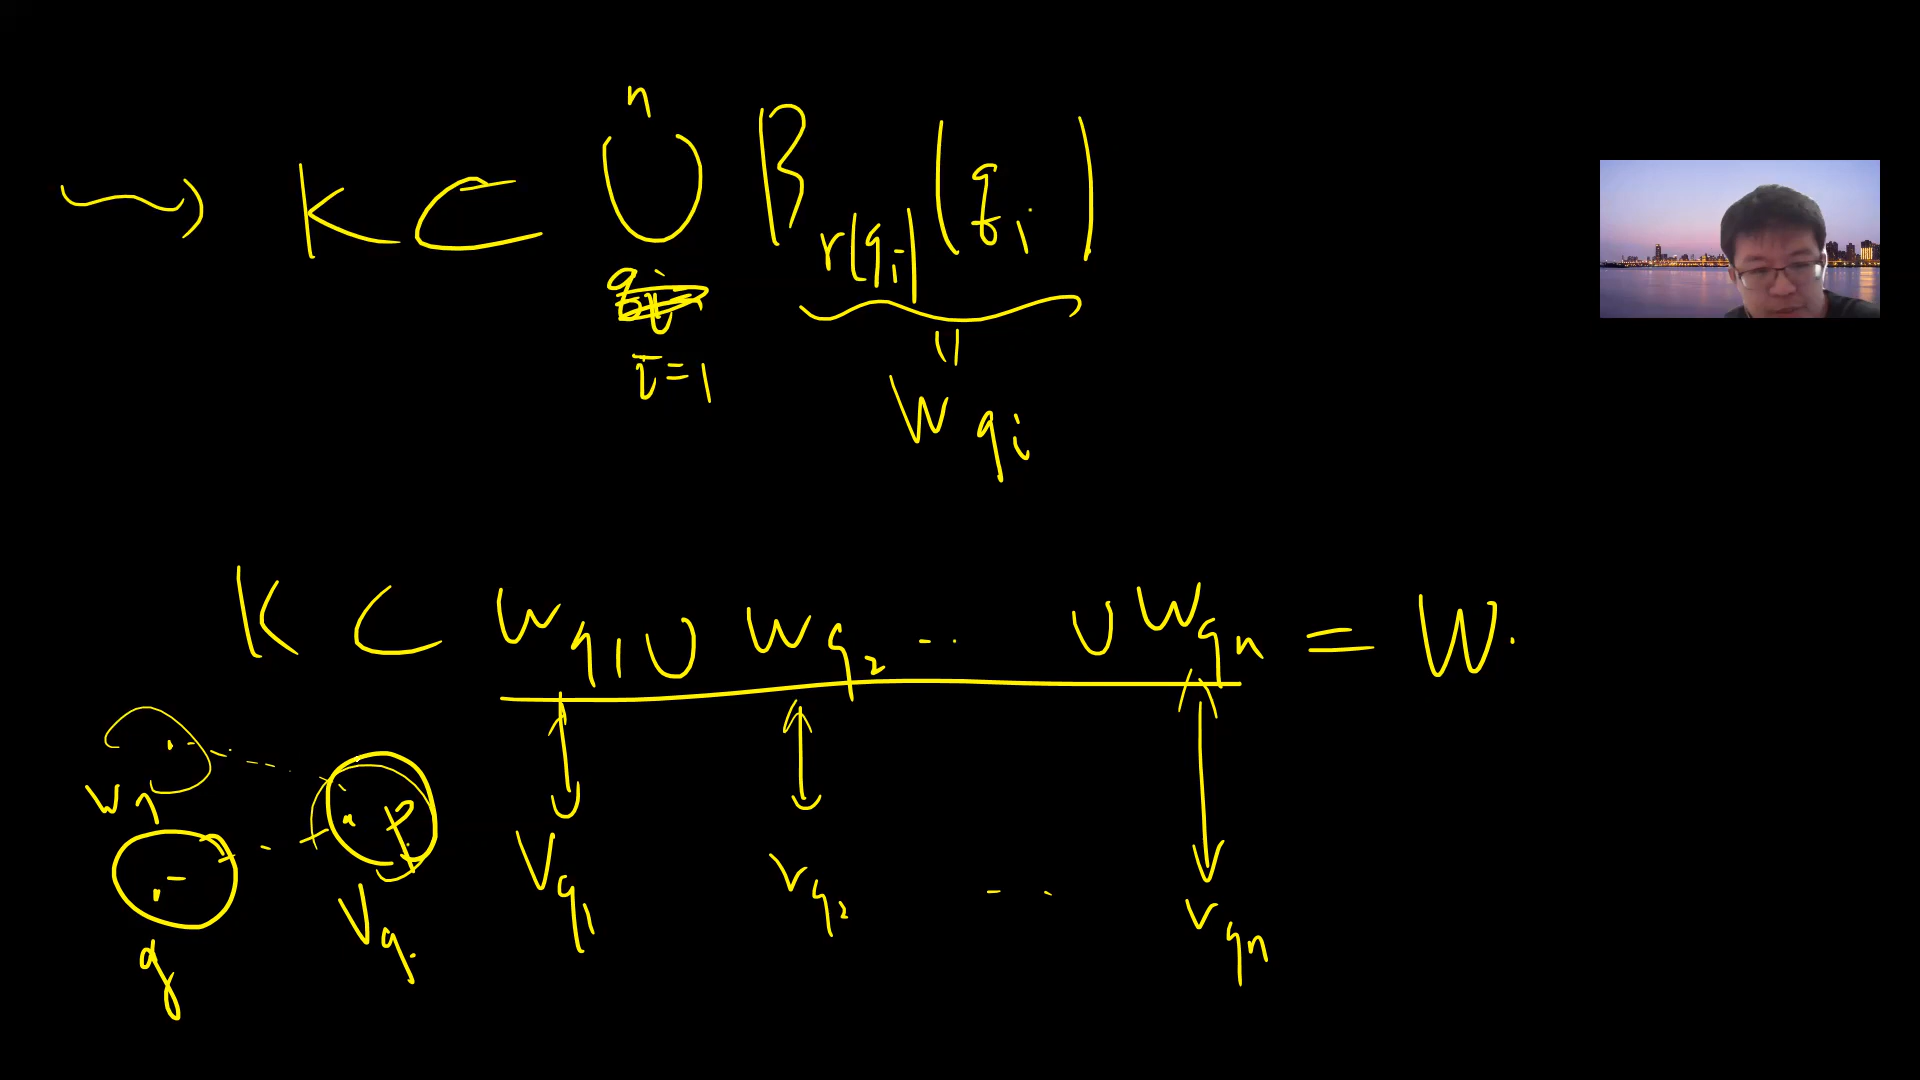 ⇝ K ⊂ ⋃_{i=1}^{n} B_{r(q_i)}(q_i)
||
W_{q_i}
K ⊂ W_{q_1} ∪ W_{q_2} -· ∪ W_{q_n} = W.
W_q
p
V_{q_1} V_{q_2} -· V_{q_n}
V_q.
q